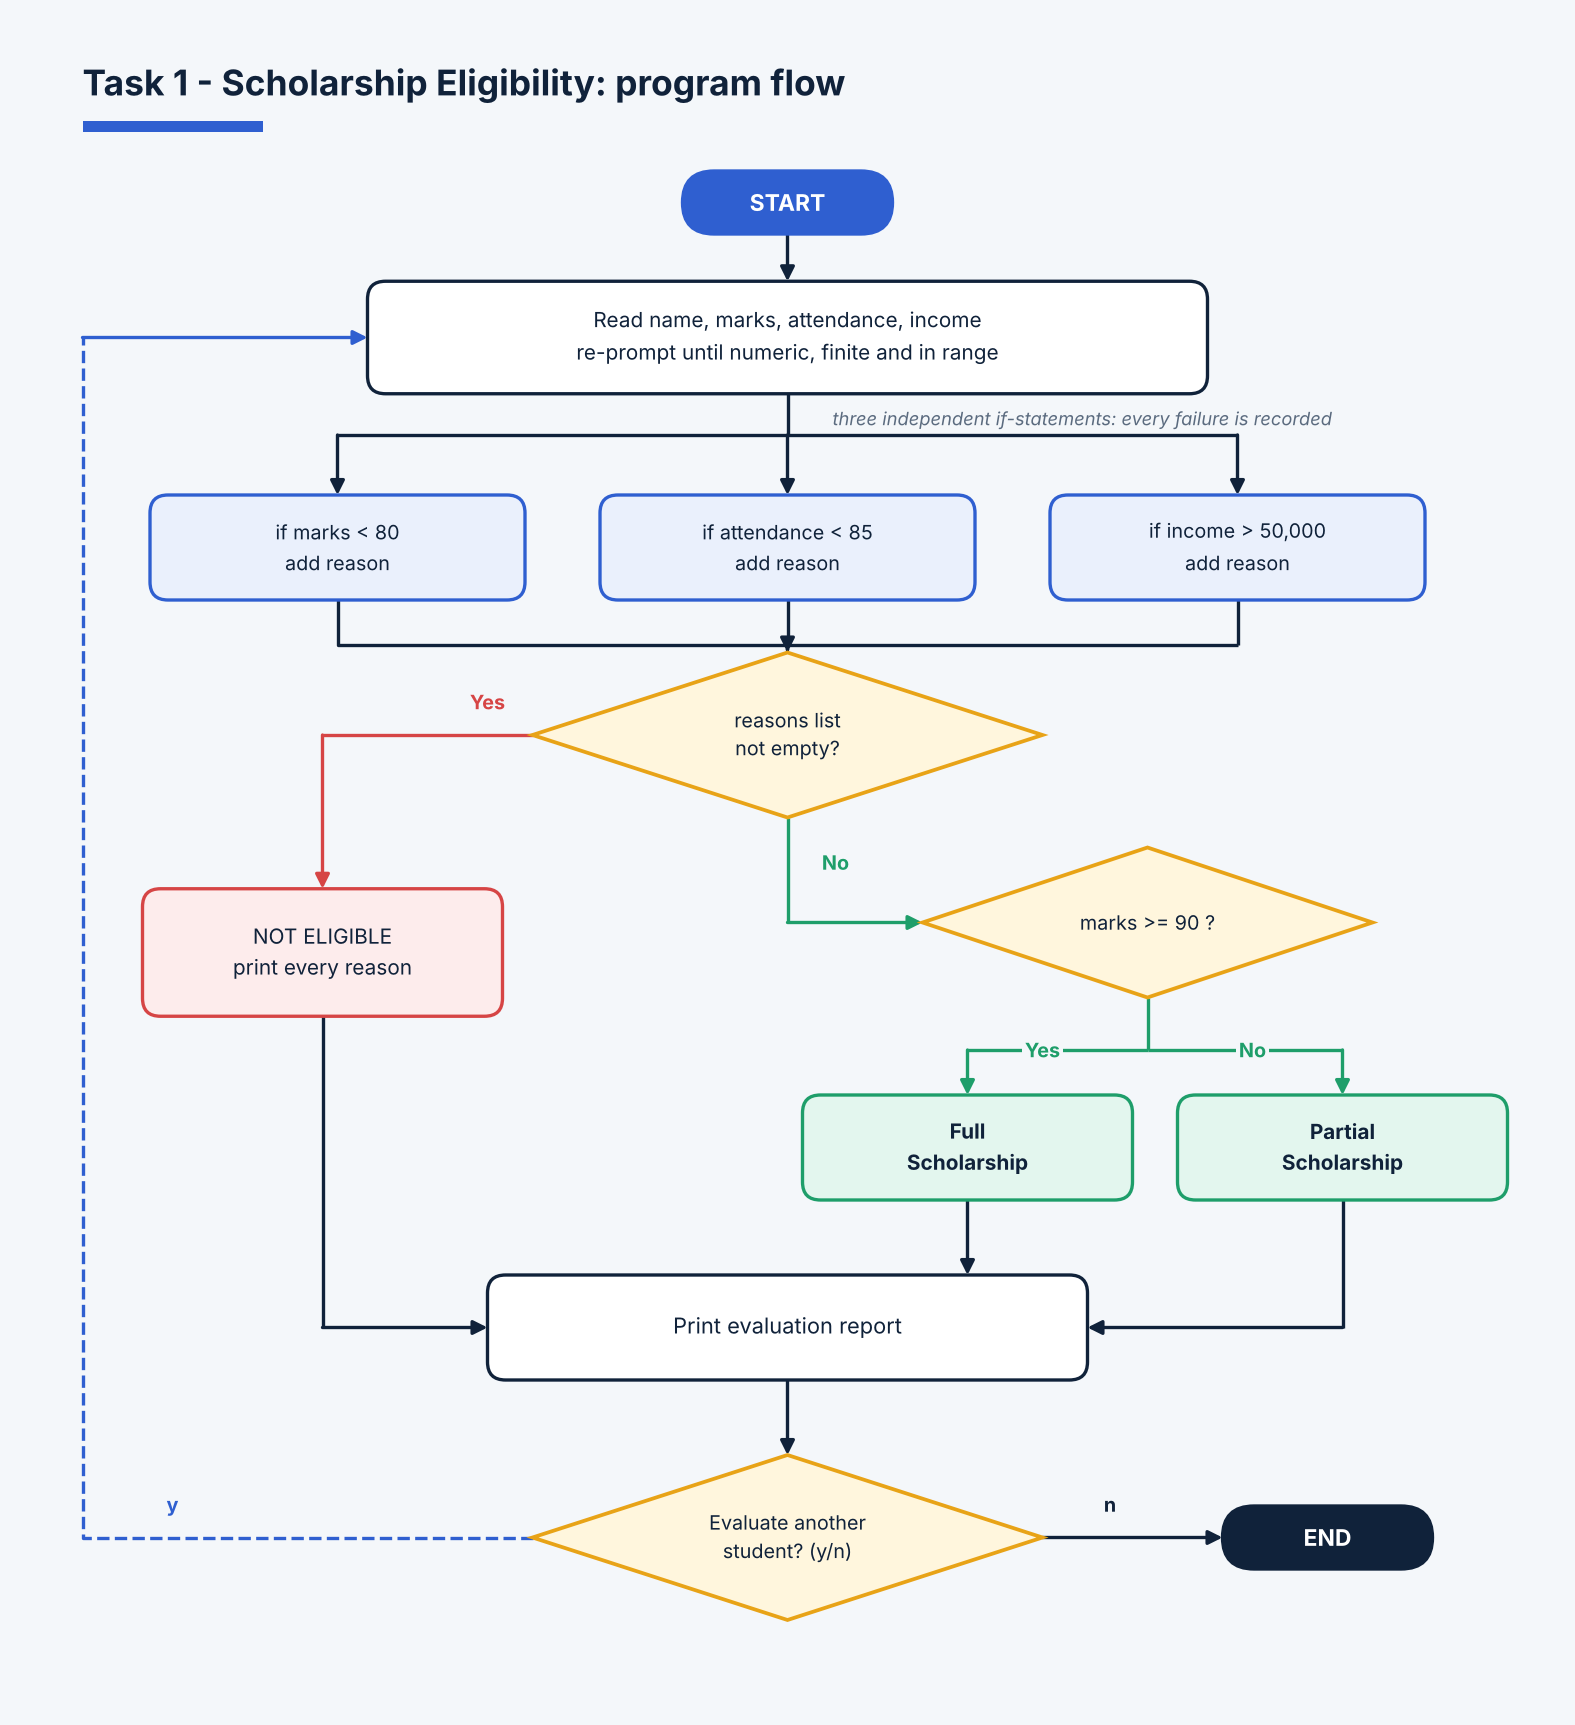 Task 1 - Scholarship Eligibility: program flow
START
Read name, marks, attendance, income
re-prompt until numeric, finite and in range
three independent if-statements: every failure is recorded
if marks < 80
add reason
if attendance < 85
add reason
if income > 50,000
add reason
Yes
reasons list
not empty?
No
NOT ELIGIBLE
print every reason
marks >= 90 ?
Yes
No
Full
Scholarship
Partial
Scholarship
Print evaluation report
y
Evaluate another
student? (y/n)
n
END